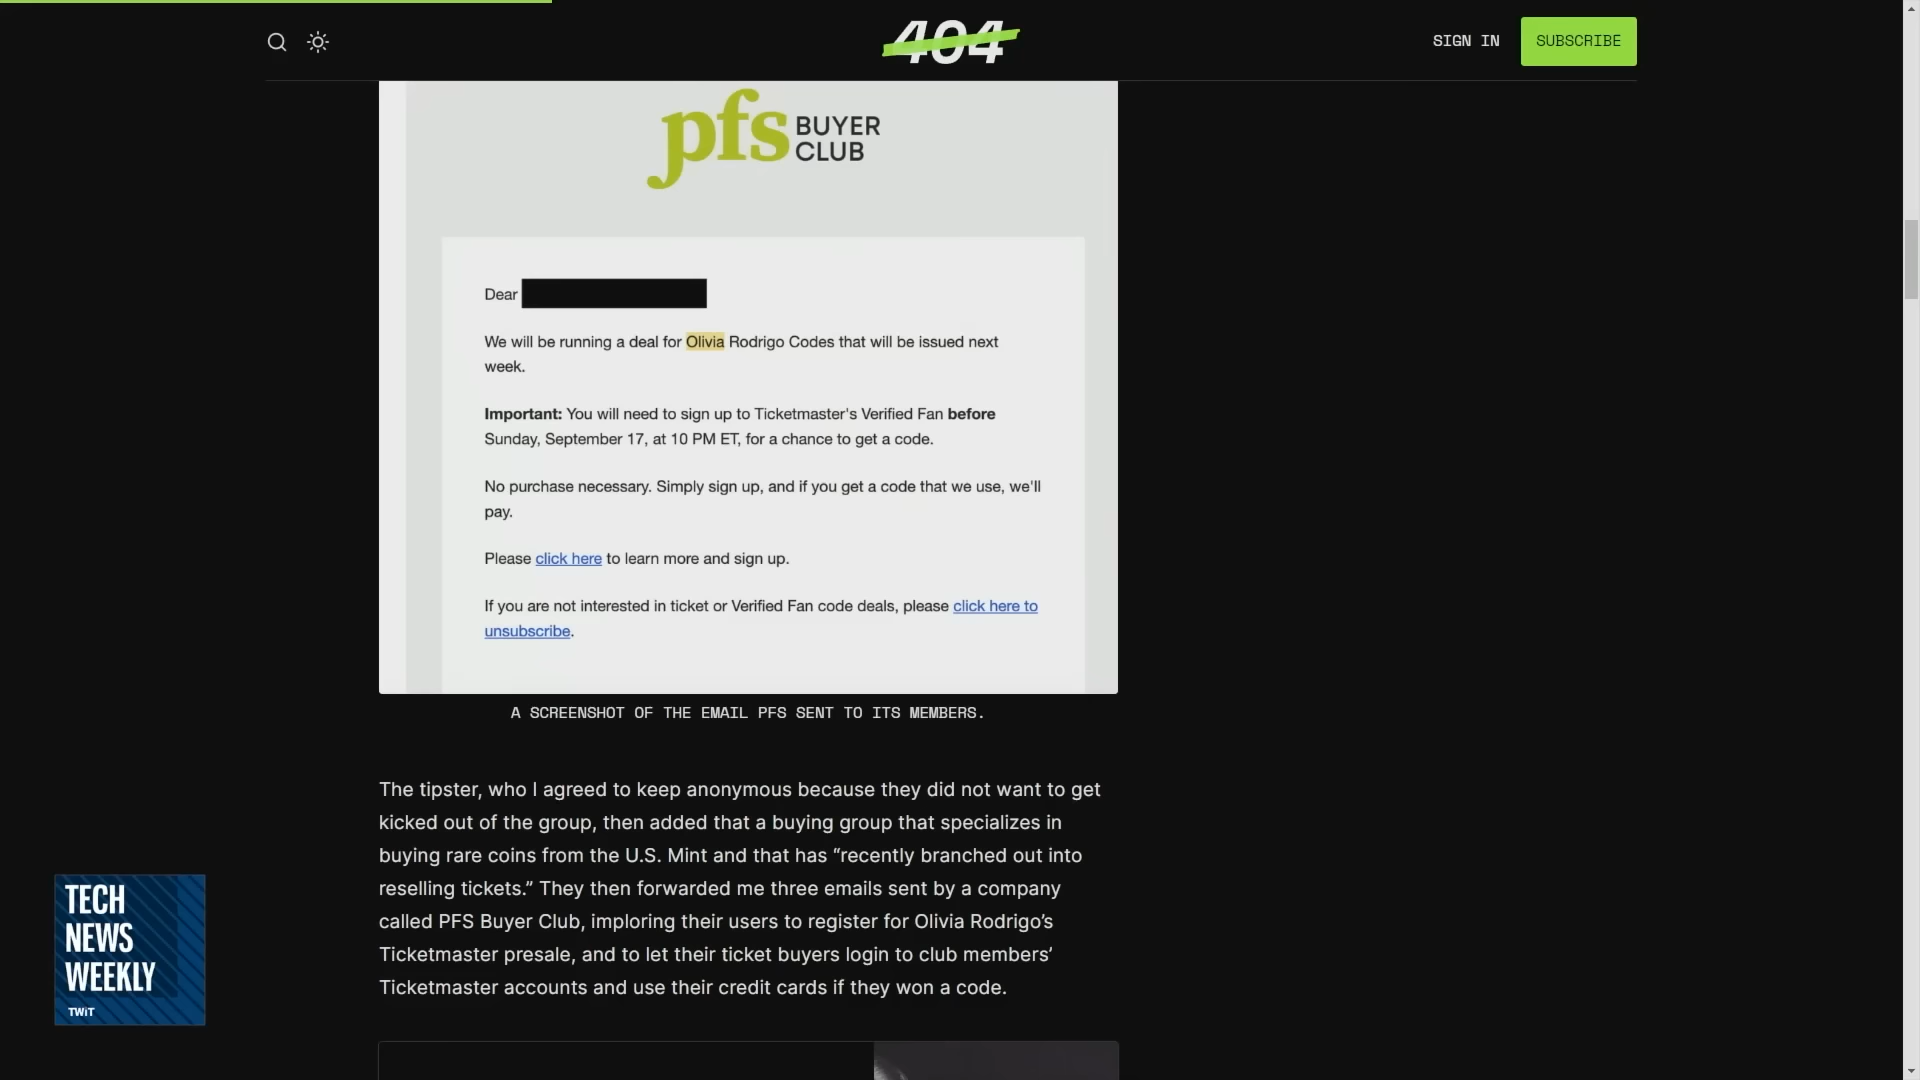 404
SIGN IN
SUBSCRIBE
pfs BUYER
CLUB
Dear
We will be running a deal for Olivia Rodrigo Codes that will be issued next
week.
Important: You will need to sign up to Ticketmaster's Verified Fan before
Sunday, September 17, at 10 PM ET, for a chance to get a code.
No purchase necessary. Simply sign up, and if you get a code that we use, we'll
pay.
Please click here to learn more and sign up.
If you are not interested in ticket or Verified Fan code deals, please click here to
unsubscribe.
A SCREENSHOT OF THE EMAIL PFS SENT TO ITS MEMBERS.
The tipster, who I agreed to keep anonymous because they did not want to get
kicked out of the group, then added that a buying group that specializes in
buying rare coins from the U.S. Mint and that has “recently branched out into
reselling tickets.” They then forwarded me three emails sent by a company
called PFS Buyer Club, imploring their users to register for Olivia Rodrigo’s
Ticketmaster presale, and to let their ticket buyers login to club members’
Ticketmaster accounts and use their credit cards if they won a code.
TECH
NEWS
WEEKLY
TWiT